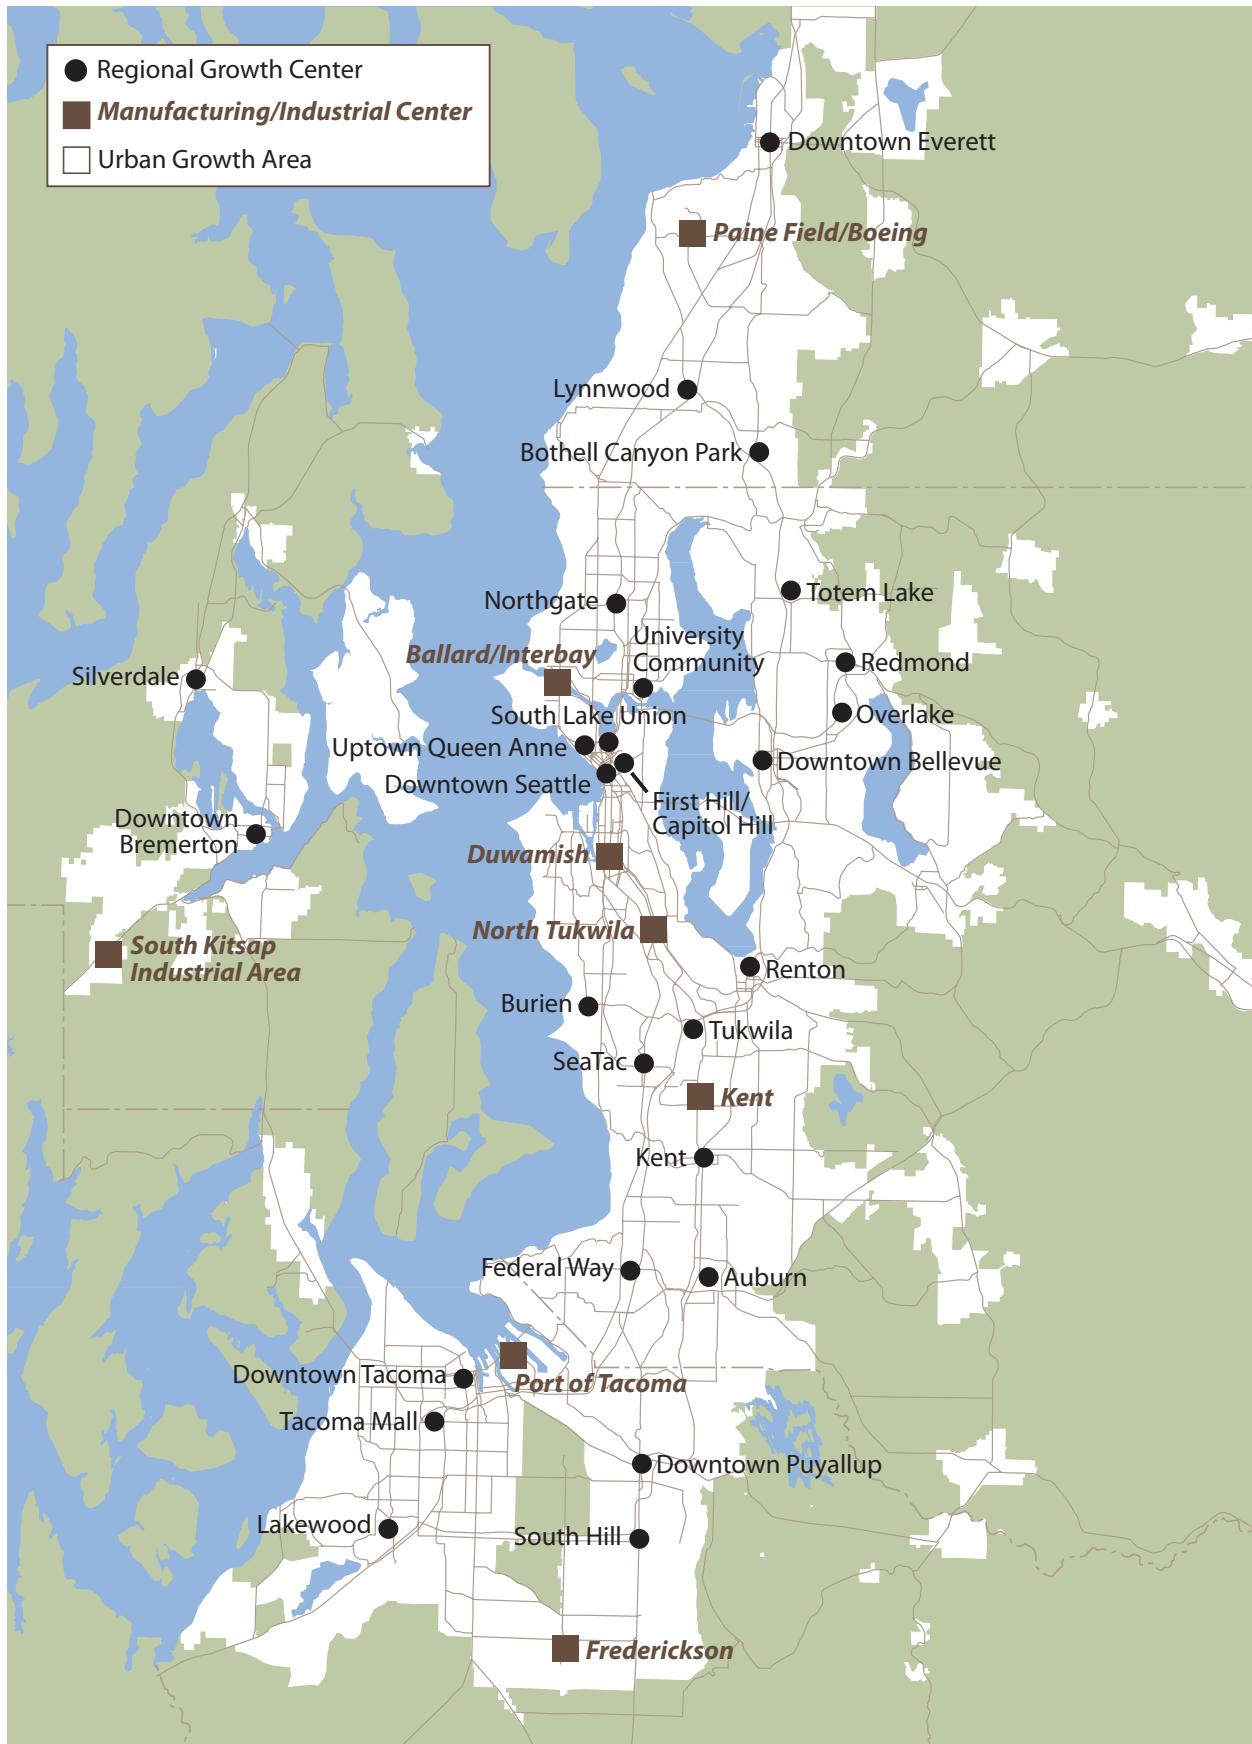 Regional Growth Center
Manufacturing/Industrial Center
Urban Growth Area
Downtown Everett
Paine Field/Boeing
Lynnwood
Bothell Canyon Park
Totem Lake
Northgate
University
Community
Ballard/Interbay
Redmond
Silverdale
South Lake Union
Overlake
Uptown Queen Anne
Downtown Bellevue
Downtown Seattle
First Hill/
Capitol Hill
Downtown
Bremerton
Duwamish
North Tukwila
South Kitsap
Industrial Area
Renton
Burien
Tukwila
SeaTac
Kent
Kent
Federal Way
Auburn
Downtown Tacoma
Port of Tacoma
Tacoma Mall
Downtown Puyallup
Lakewood
South Hill
Frederickson